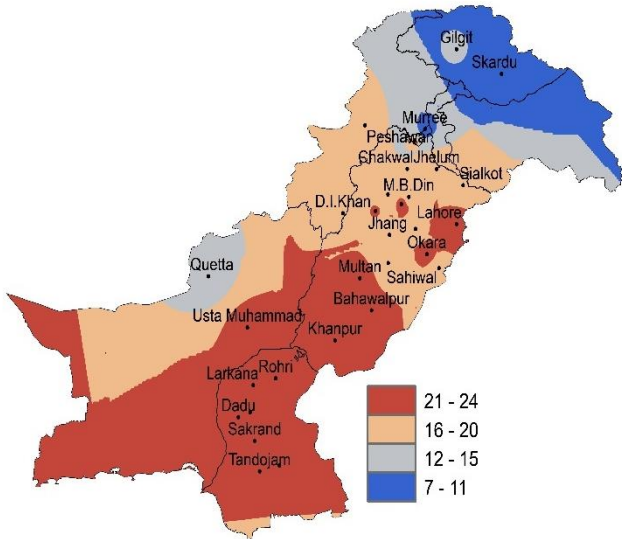 Gilgit
Skardu
Murree
Peshawar
Chakwal
Jhelum
Sialkot
M.B.Din
D.I.Khan
Lahore
Jhang
Okara
Quetta
Multan
Sahiwal
Bahawalpur
Usta Muhammad
Khanpur
Larkana
Rohri
Dadu
Sakrand
Tandojam
21 - 24
16 - 20
12 - 15
7 - 11